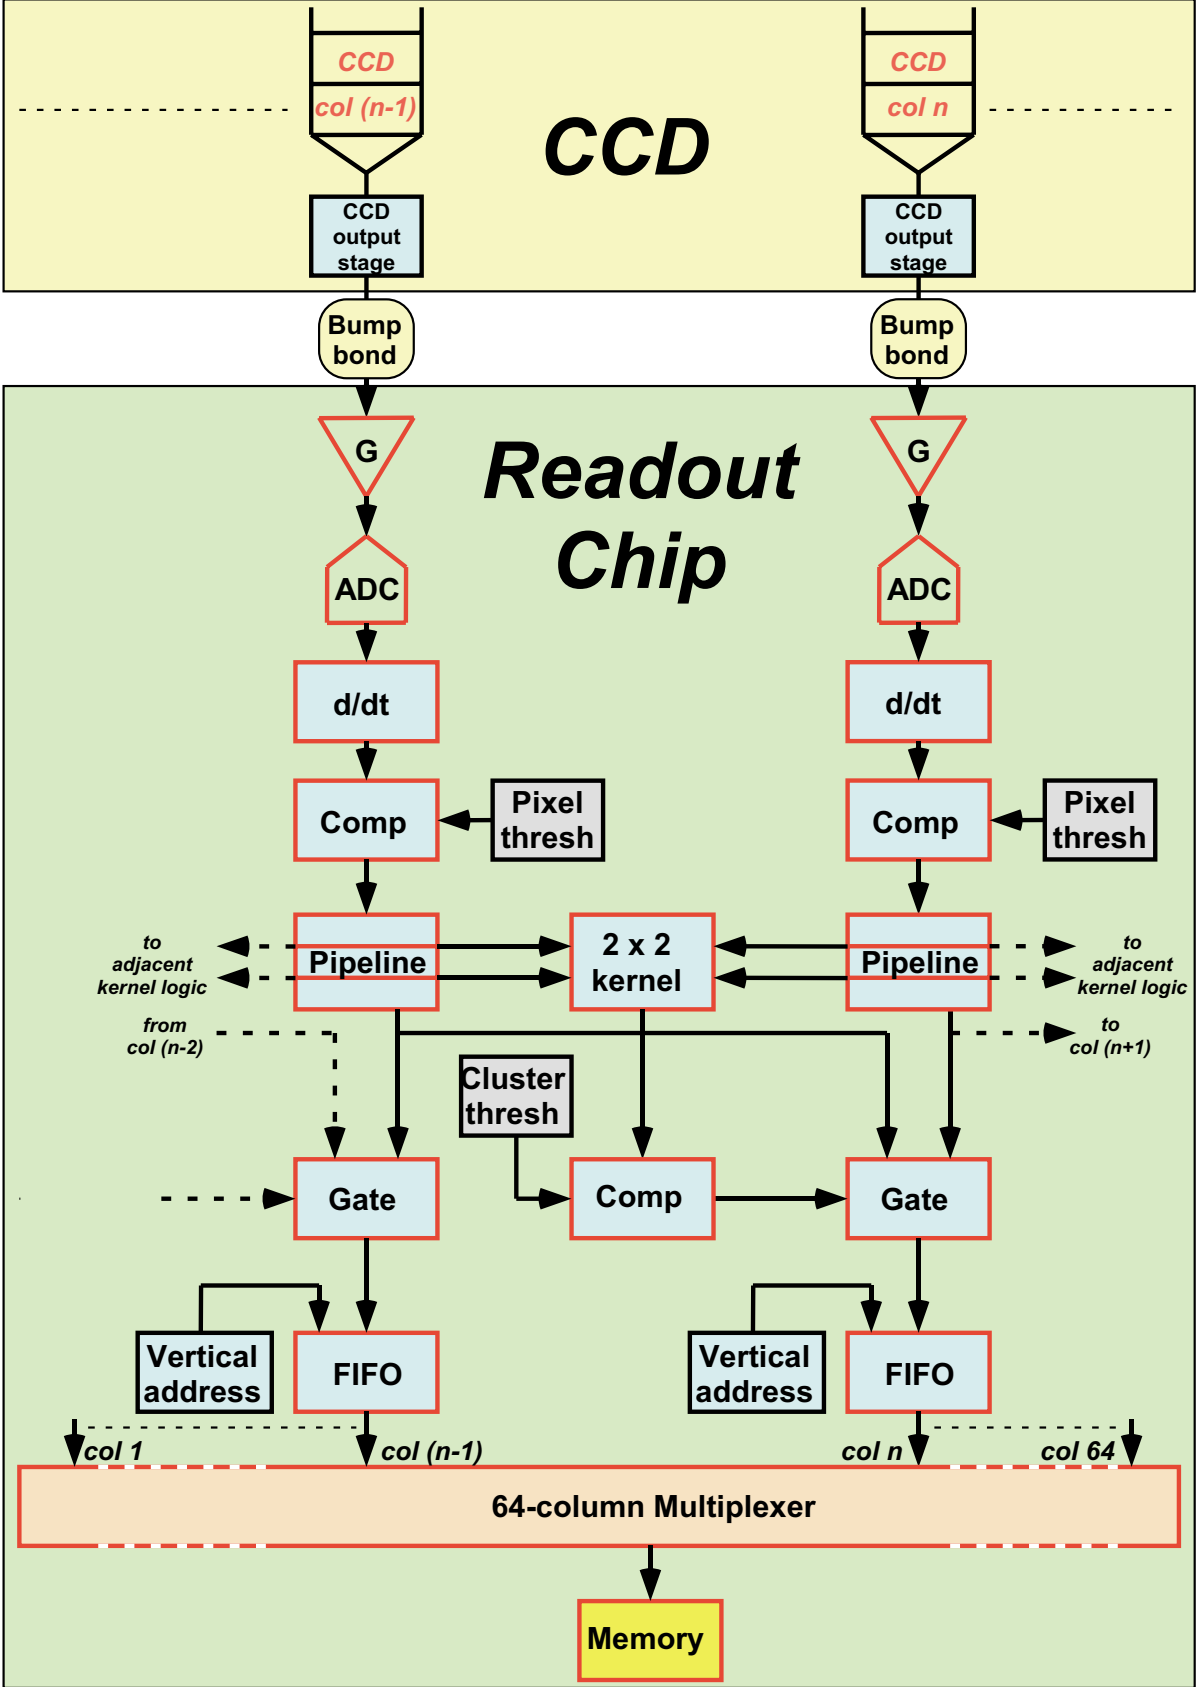 CCD
CCD
col (n-1)
col n
CCD
CCD
output
stage
CCD
output
stage
Bump
bond
Bump
bond
Readout
Chip
G
G
ADC
ADC
d/dt
d/dt
Comp
Pixel
thresh
Comp
Pixel
thresh
to
adjacent
kernel logic
Pipeline
2 x 2
kernel
Pipeline
to
adjacent
kernel logic
from
col (n-2)
to
col (n+1)
Cluster
thresh
Gate
Comp
Gate
Vertical
address
FIFO
Vertical
address
FIFO
col 1
col (n-1)
col n
col 64
64-column Multiplexer
Memory